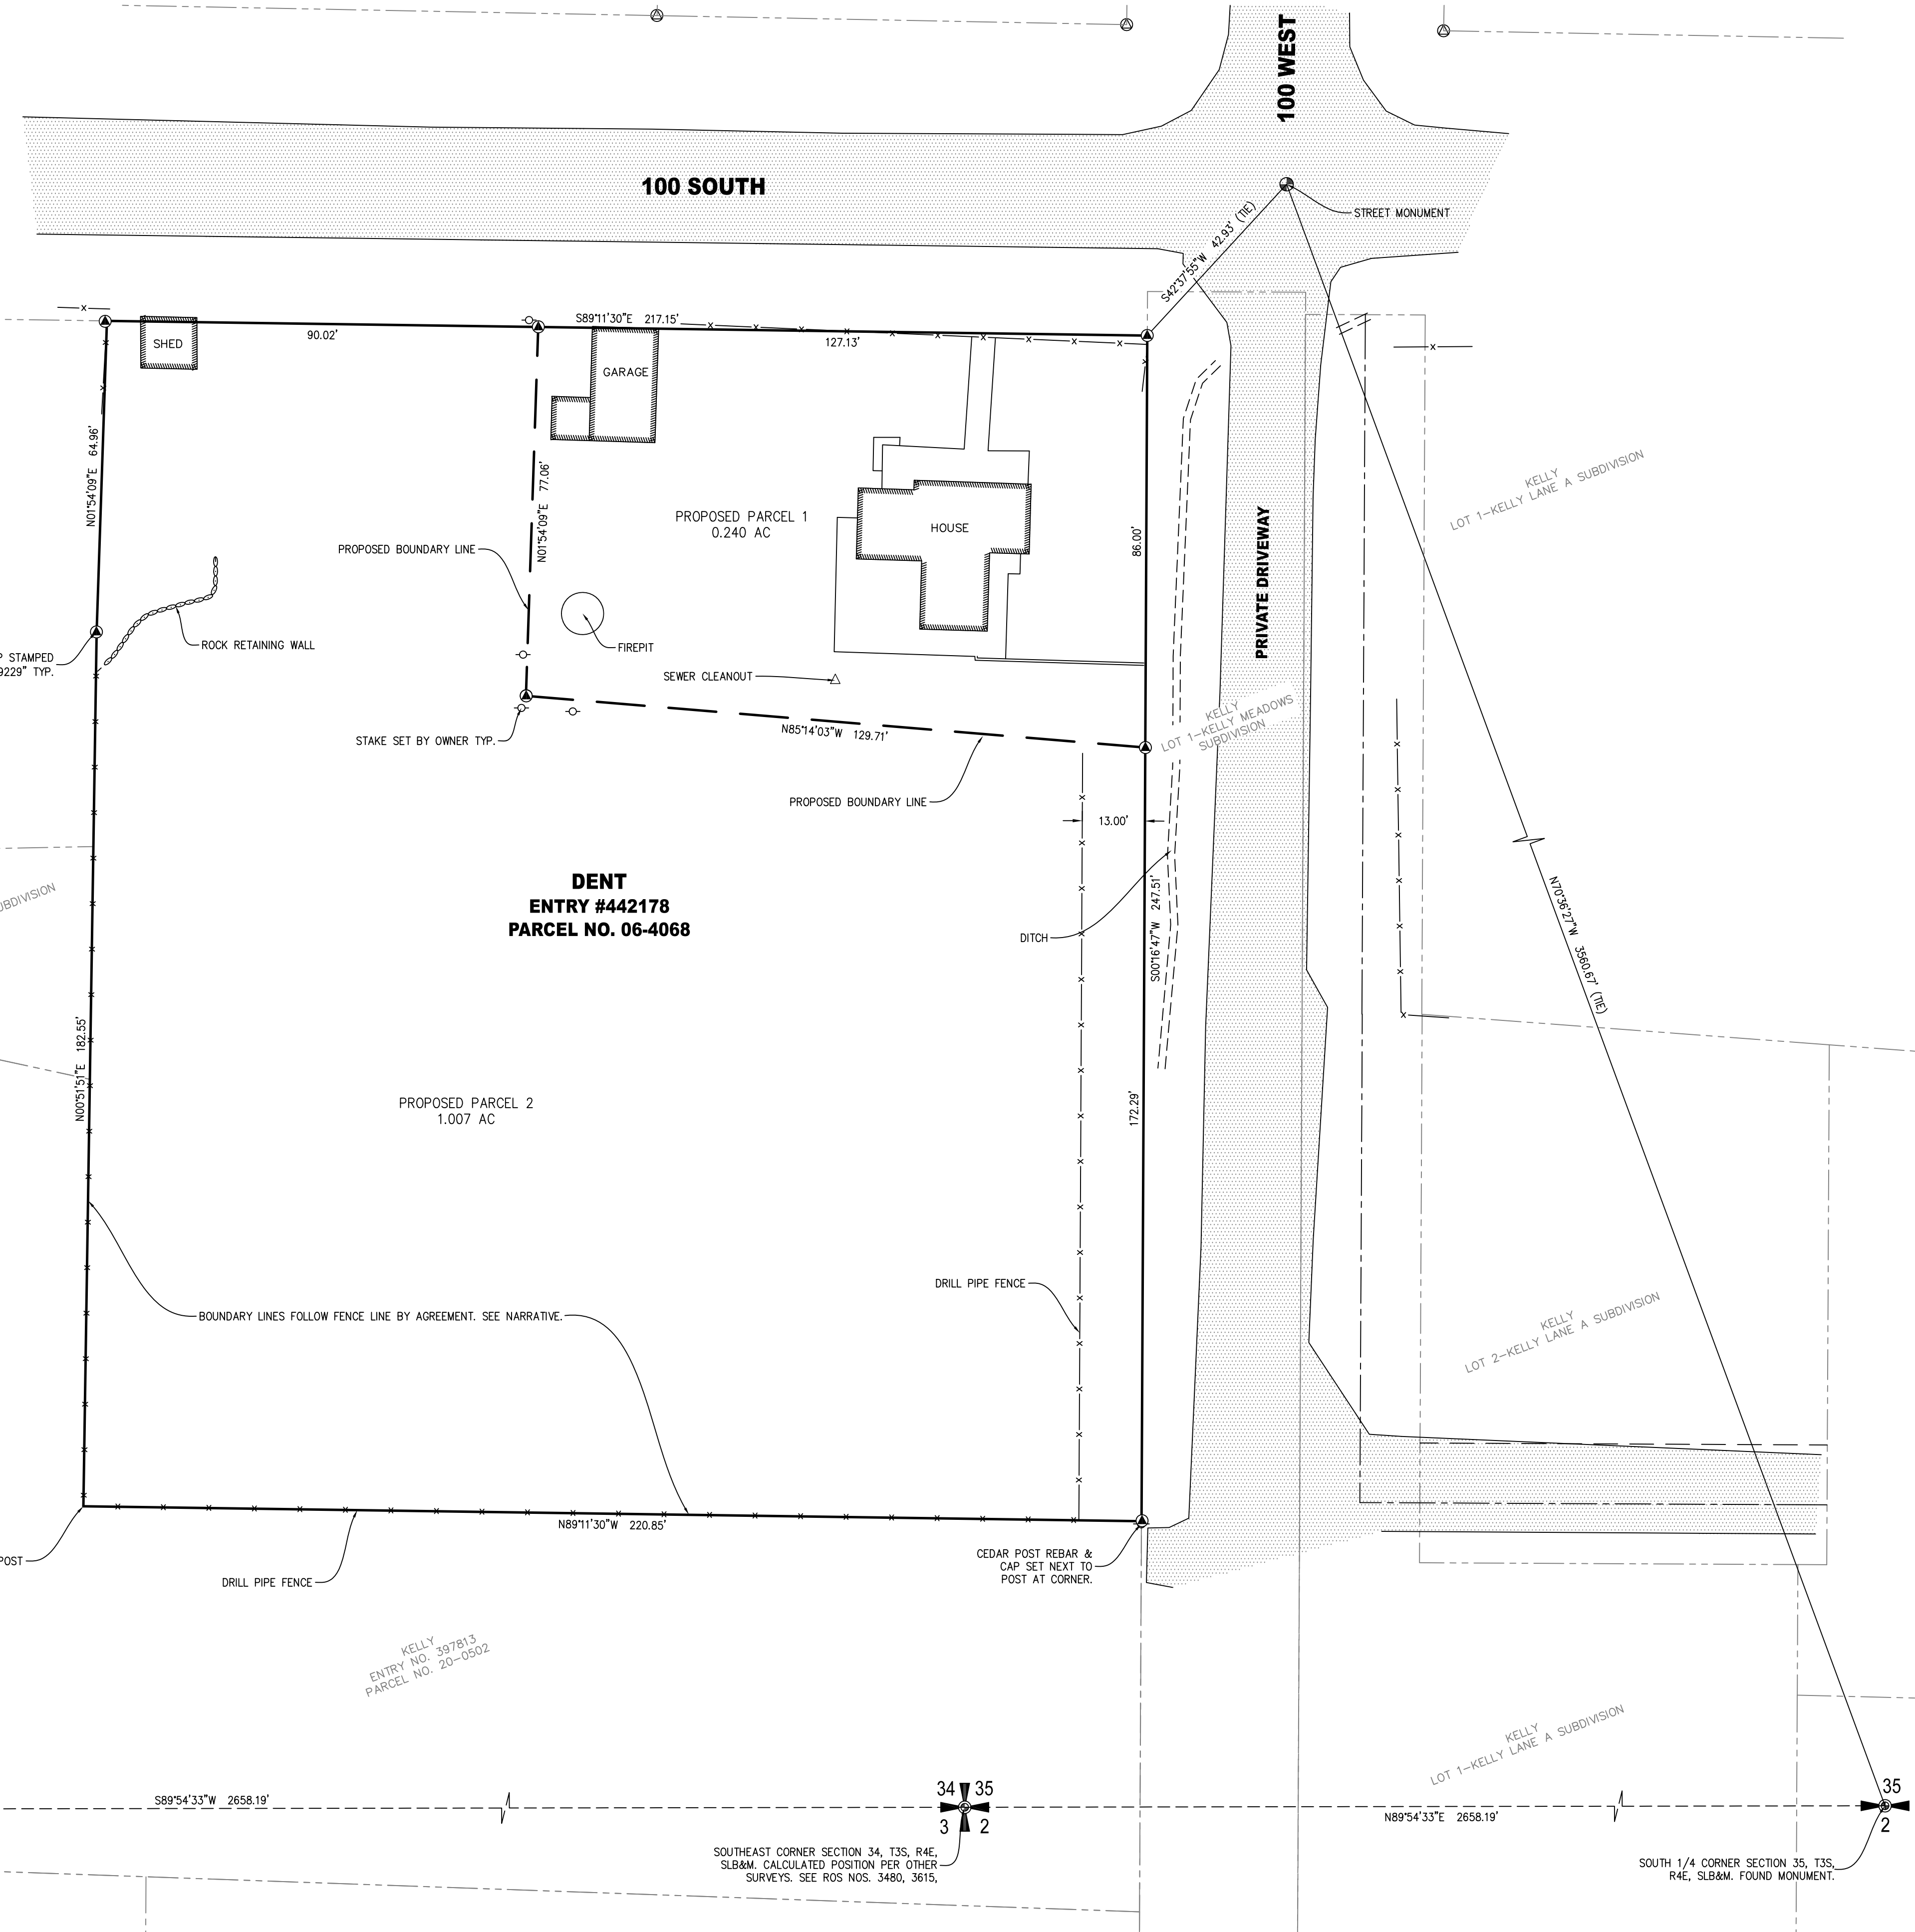 100 WEST
100 SOUTH
STREET MONUMENT
S42°37'55"W 42.93' (TIE)
S89°11'30"E 217.15'
90.02'
127.13'
SHED
GARAGE
N01°54'09"E 64.96'
N01°54'09"E 77.06'
PROPOSED PARCEL 1
0.240 AC
HOUSE
86.00'
PRIVATE DRIVEWAY
KELLY
LOT 1-KELLY LANE A SUBDIVISION
PROPOSED BOUNDARY LINE
ROCK RETAINING WALL
FIREPIT
P STAMPED
9229" TYP.
SEWER CLEANOUT
STAKE SET BY OWNER TYP.
N85°14'03"W 129.71'
KELLY
LOT 1-KELLY MEADOWS
SUBDIVISION
PROPOSED BOUNDARY LINE
13.00'
DENT
ENTRY #442178
PARCEL NO. 06-4068
UBDIVISION
DITCH
S00°16'47"W 247.51'
N70°36'27"W 3560.67' (TIE)
N00°51'51"E 182.55'
PROPOSED PARCEL 2
1.007 AC
172.29'
DRILL PIPE FENCE
BOUNDARY LINES FOLLOW FENCE LINE BY AGREEMENT. SEE NARRATIVE.
KELLY
LOT 2-KELLY LANE A SUBDIVISION
N89°11'30"W 220.85'
POST
DRILL PIPE FENCE
CEDAR POST REBAR &
CAP SET NEXT TO
POST AT CORNER.
KELLY
ENTRY NO. 397813
PARCEL NO. 20-0502
KELLY
LOT 1-KELLY LANE A SUBDIVISION
S89°54'33"W 2658.19'
34 35
3 2
N89°54'33"E 2658.19'
35
2
SOUTHEAST CORNER SECTION 34, T3S, R4E,
SLB&M. CALCULATED POSITION PER OTHER
SURVEYS. SEE ROS NOS. 3480, 3615,
SOUTH 1/4 CORNER SECTION 35, T3S,
R4E, SLB&M. FOUND MONUMENT.